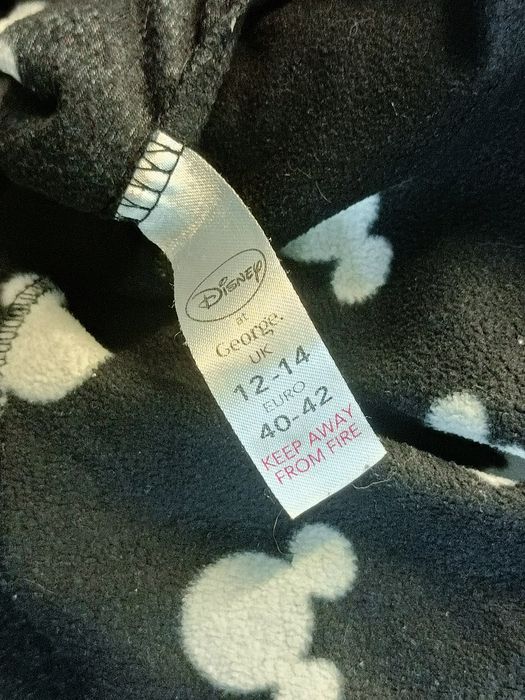 Disney
at
George.
UK
12-14
EURO
40-42
KEEP AWAY
FROM FIRE